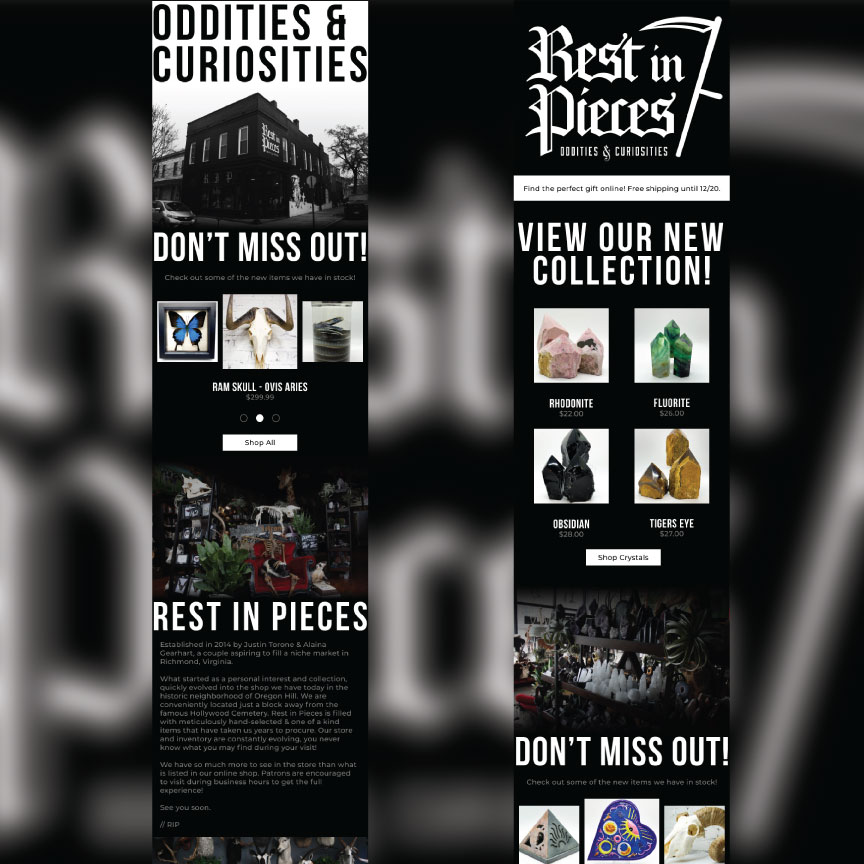 ODDITIES &
CURIOSITIES
Rest in
Pieces
DON'T MISS OUT!
Check out some of the new items we have in stock!
RAM SKULL - OVIS ARIES
$299.99
Shop All
REST IN PIECES
Established in 2014 by Justin Torone & Alaina
Gearhart, a couple aspiring to fill a niche market in
Richmond, Virginia.
What started as a personal interest and collection,
quickly evolved into the shop we have today in the
historic neighborhood of Oregon Hill. We are
conveniently located just a block away from the
famous Hollywood Cemetery. Rest in Pieces is filled
with meticulously hand-selected & one of a kind
items that have taken us years to procure. Our store
and inventory are constantly evolving, you never
know what you may find during your visit!
We have so much more to see in the store than what
is listed in our online shop. Patrons are encouraged
to visit during business hours to get the full
experience!
See you soon.
// RIP
Rest in
Pieces
ODDITIES & CURIOSITIES
Find the perfect gift online! Free shipping until 12/20.
VIEW OUR NEW
COLLECTION!
RHODONITE
$22.00
FLUORITE
$26.00
OBSIDIAN
$28.00
TIGERS EYE
$27.00
Shop Crystals
DON'T MISS OUT!
Check out some of the new items we have in stock!